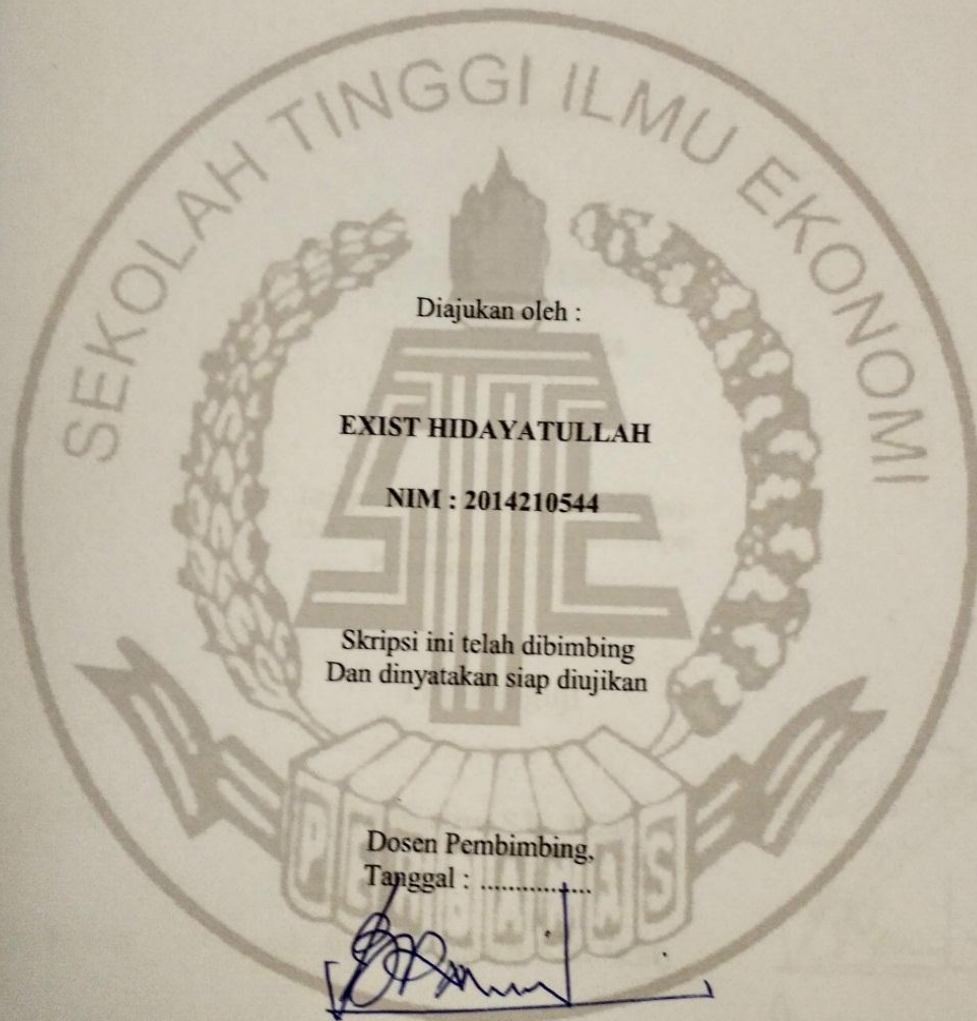 SEKOLAH TINGGI ILMU EKONOMI
Diajukan oleh :
EXIST HIDAYATULLAH
NIM : 2014210544
Skripsi ini telah dibimbing
Dan dinyatakan siap diujikan
Dosen Pembimbing,
Tanggal : ................